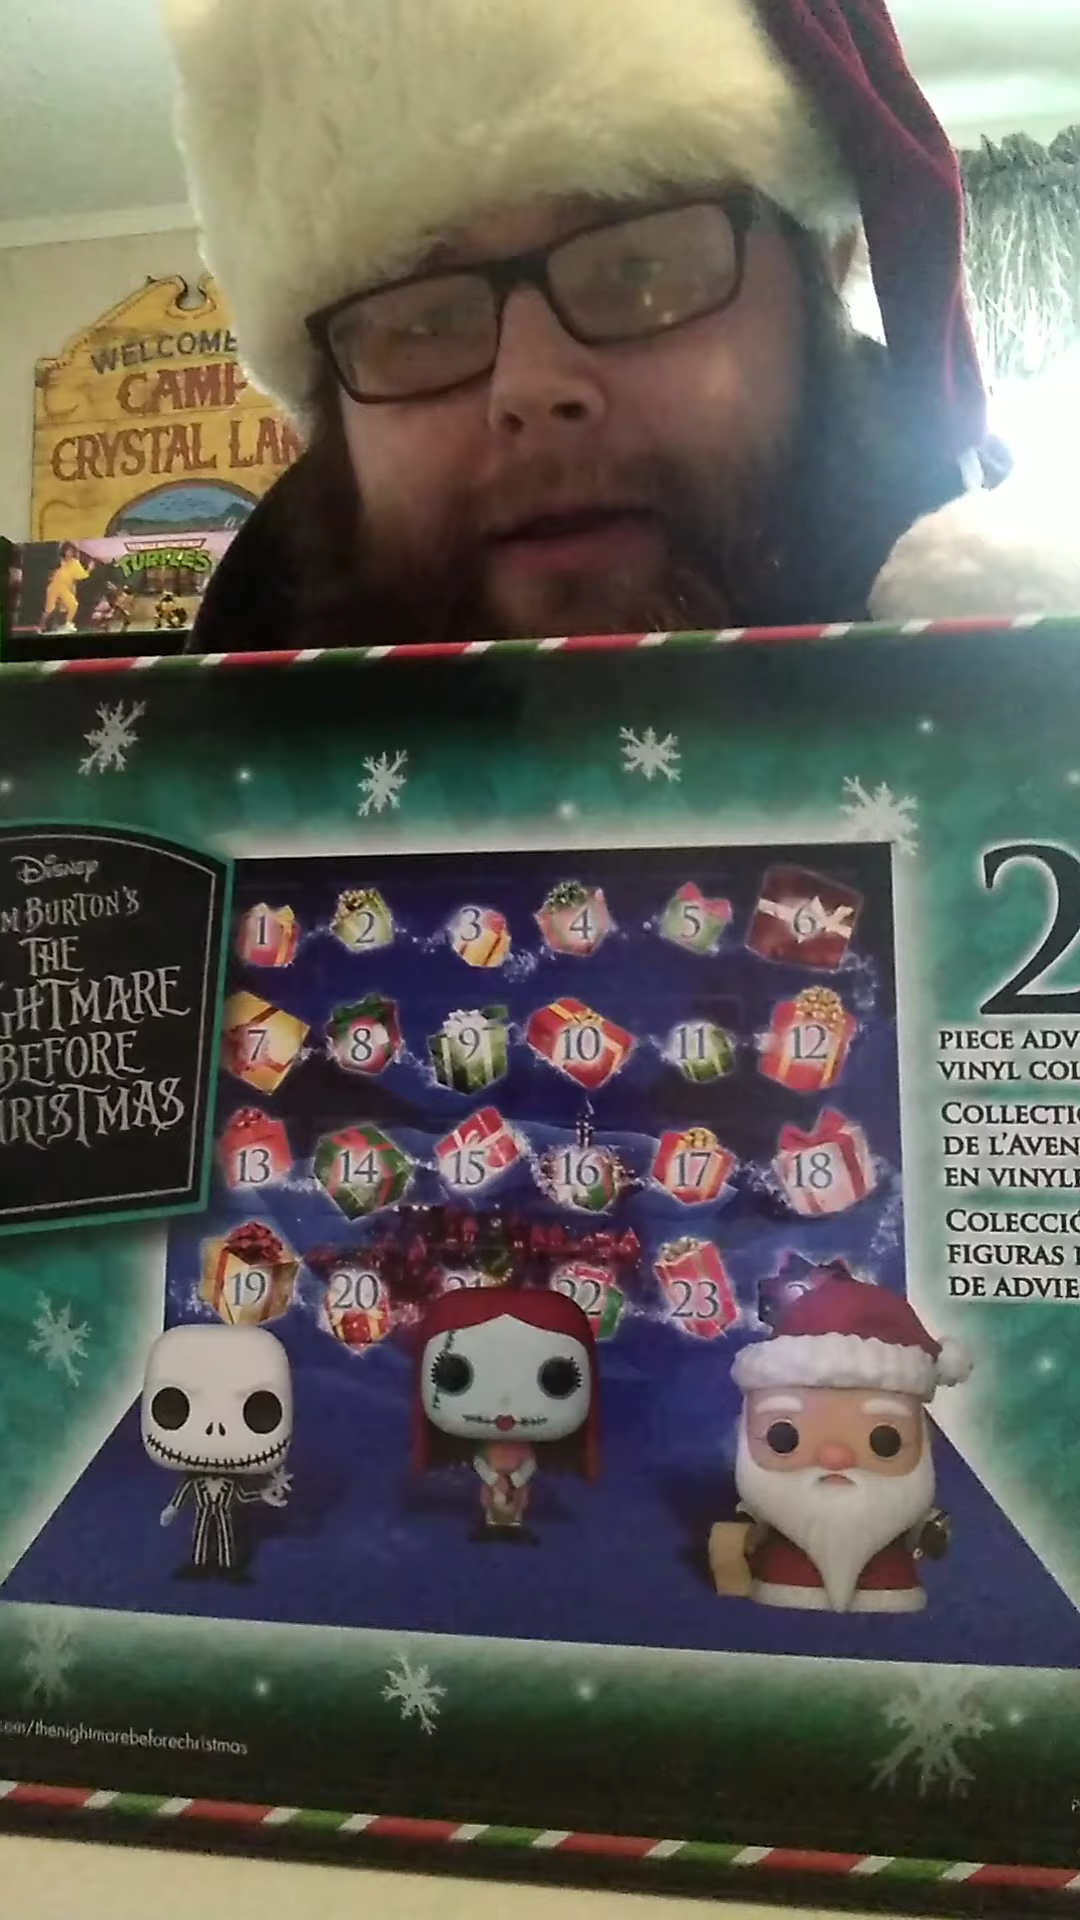 WELCOME
CAMP
CRYSTAL LAK
TURTLES
Disney
M BURTON'S
THE
GHTMARE
BEFORE
RISTMAS
1 2 3 4 5 6
7 8 9 10 11 12
13 14 15 16 17 18
19 20 21 22 23
2
PIECE ADV
VINYL COL
COLLECTIO
DE L'AVEN
EN VINYLE
COLECCIÓ
FIGURAS
DE ADVIE
com/thenightmarebeforechristmas